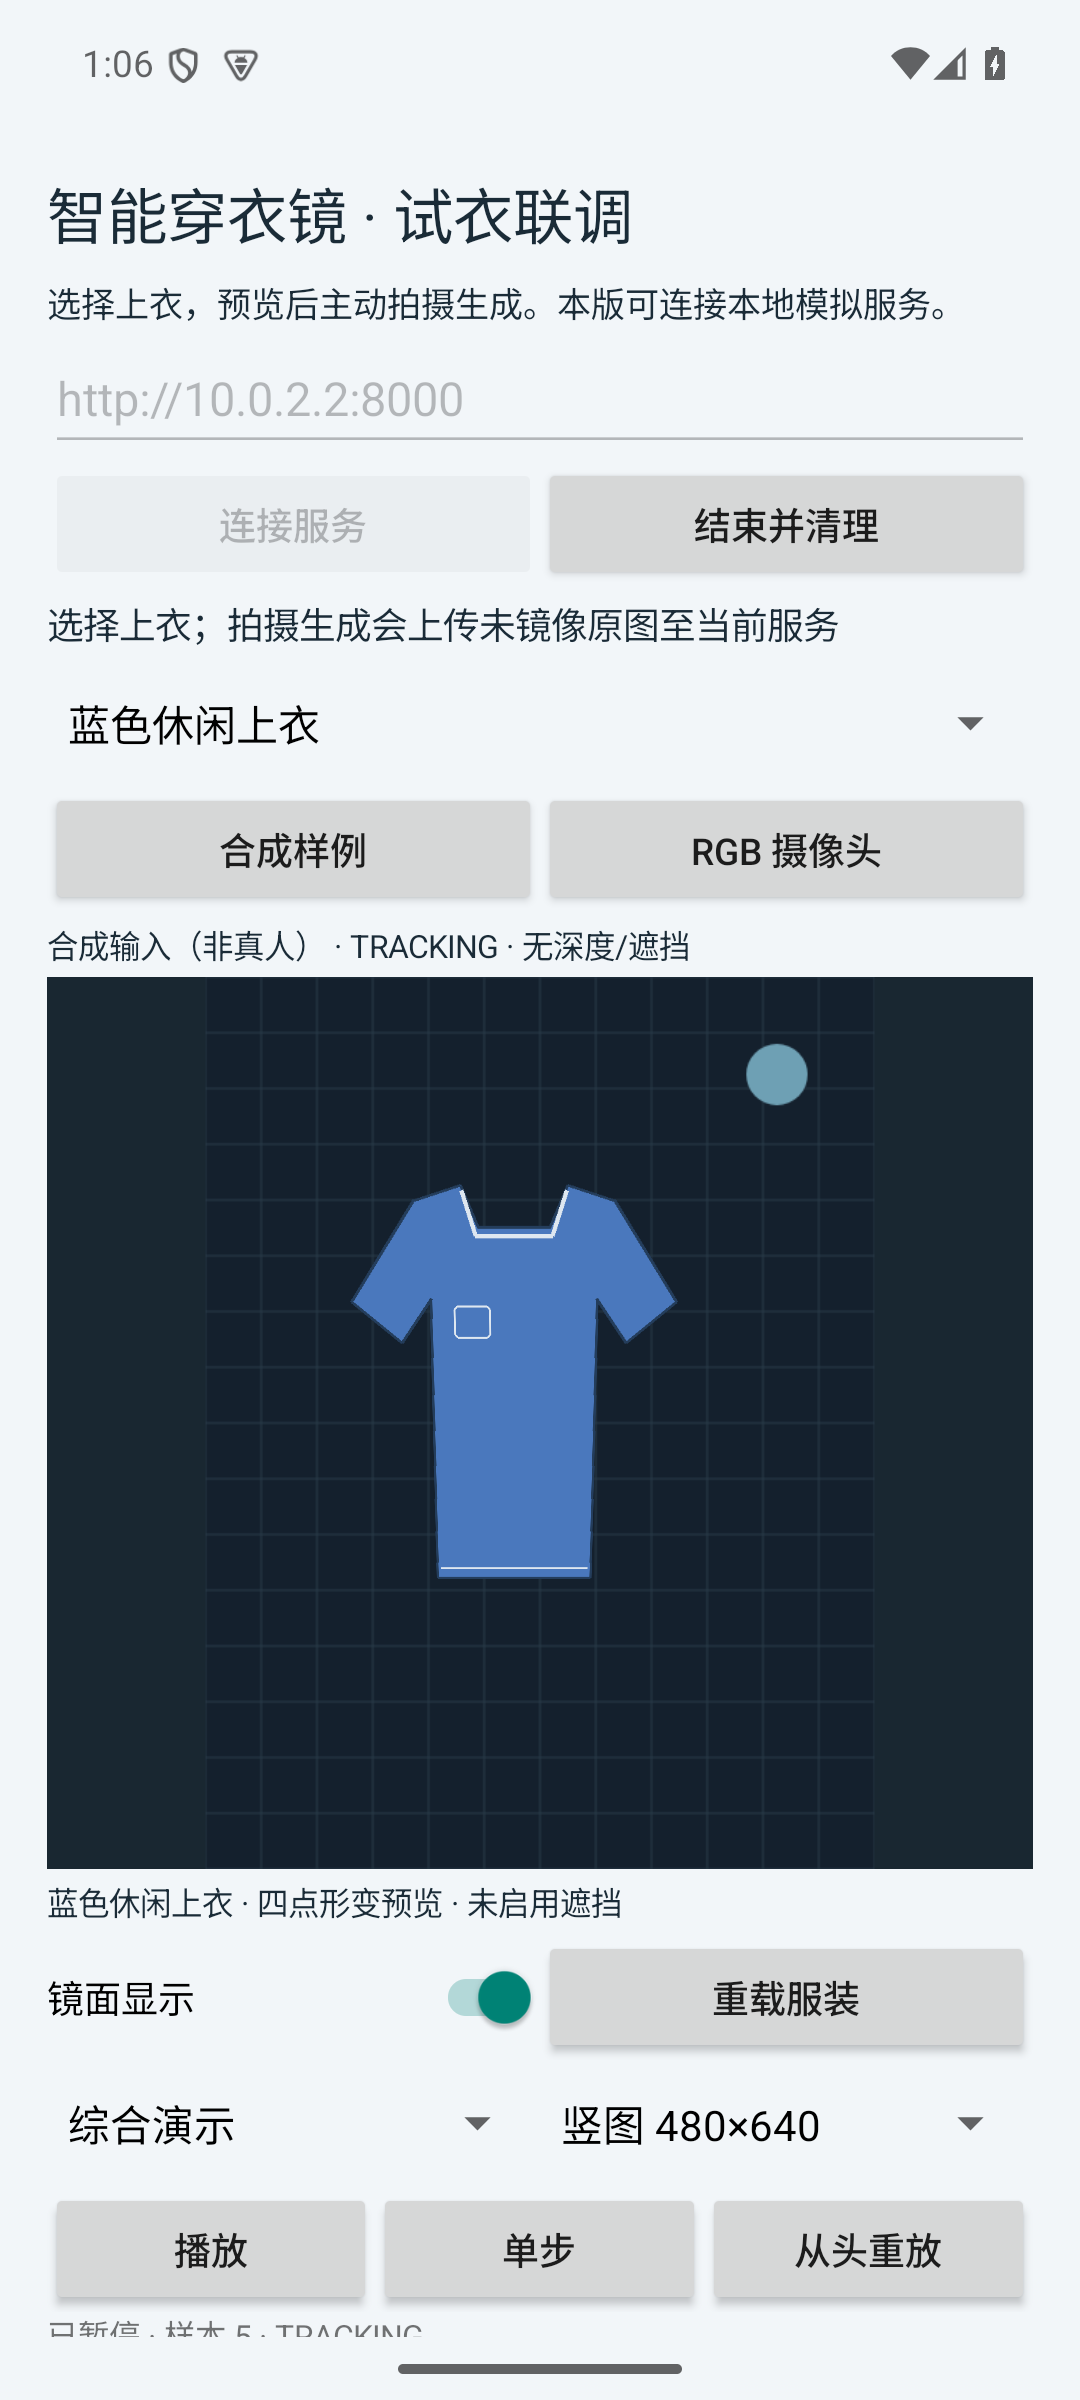 1:06
智能穿衣镜 · 试衣联调
选择上衣，预览后主动拍摄生成。本版可连接本地模拟服务。
http://10.0.2.2:8000
连接服务
结束并清理
选择上衣；拍摄生成会上传未镜像原图至当前服务
蓝色休闲上衣
合成样例
RGB 摄像头
合成输入（非真人） · TRACKING · 无深度/遮挡
蓝色休闲上衣 · 四点形变预览 · 未启用遮挡
镜面显示
重载服装
综合演示
竖图 480×640
播放
单步
从头重放
已暂停 · 样本 5 · TRACKING